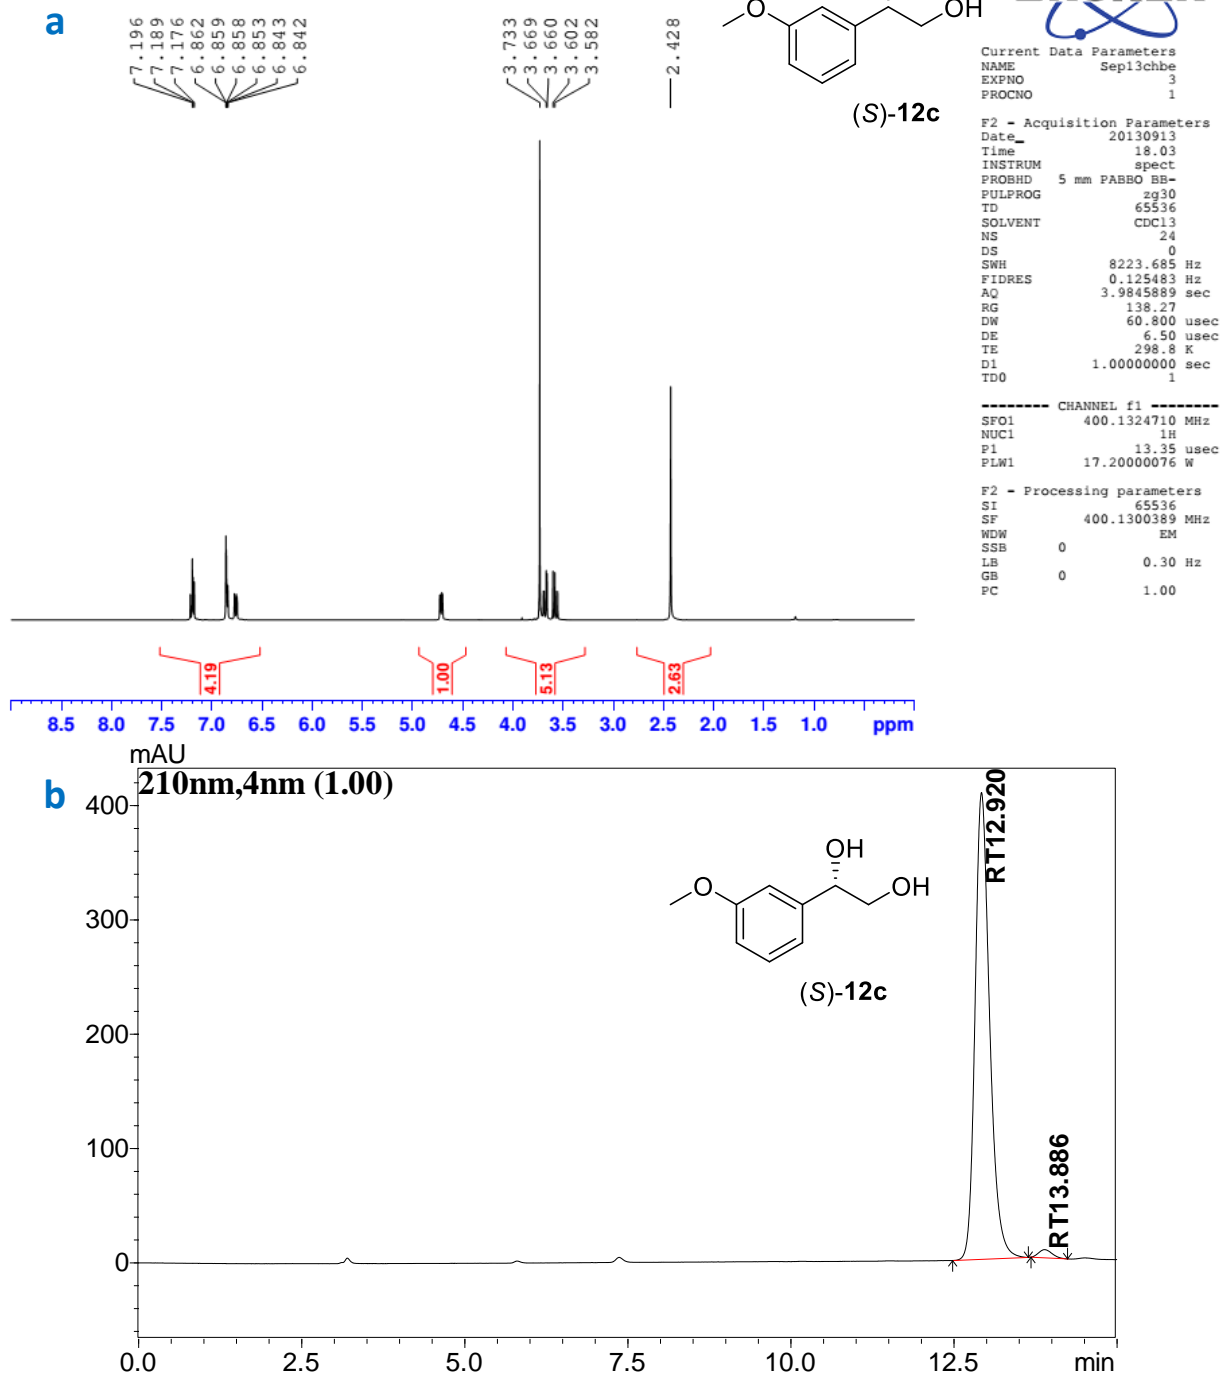 a
7.196
7.189
7.176
6.862
6.859
6.858
6.853
6.843
6.842
3.733
3.669
3.660
3.602
3.582
2.428
O
OH
(S)-12c
Current Data Parameters
NAME Sep13chbe
EXPNO 3
PROCNO 1
F2 - Acquisition Parameters
Date_ 20130913
Time 18.03
INSTRUM spect
PROBHD 5 mm PABBO BB-
PULPROG zg30
TD 65536
SOLVENT CDCl3
NS 24
DS 0
SWH 8223.685 Hz
FIDRES 0.125483 Hz
AQ 3.9845889 sec
RG 138.27
DW 60.800 usec
DE 6.50 usec
TE 298.8 K
D1 1.00000000 sec
TD0 1
-------- CHANNEL f1 --------
SFO1 400.1324710 MHz
NUC1 1H
P1 13.35 usec
PLW1 17.20000076 W
F2 - Processing parameters
SI 65536
SF 400.1300389 MHz
WDW EM
SSB 0
LB 0.30 Hz
GB 0
PC 1.00
4.19
1.00
5.13
2.63
8.5 8.0 7.5 7.0 6.5 6.0 5.5 5.0 4.5 4.0 3.5 3.0 2.5 2.0 1.5 1.0 ppm
b
mAU
210nm,4nm (1.00)
400
300
200
100
0
RT12.920
RT13.886
OH
O
OH
(S)-12c
0.0 2.5 5.0 7.5 10.0 12.5 min